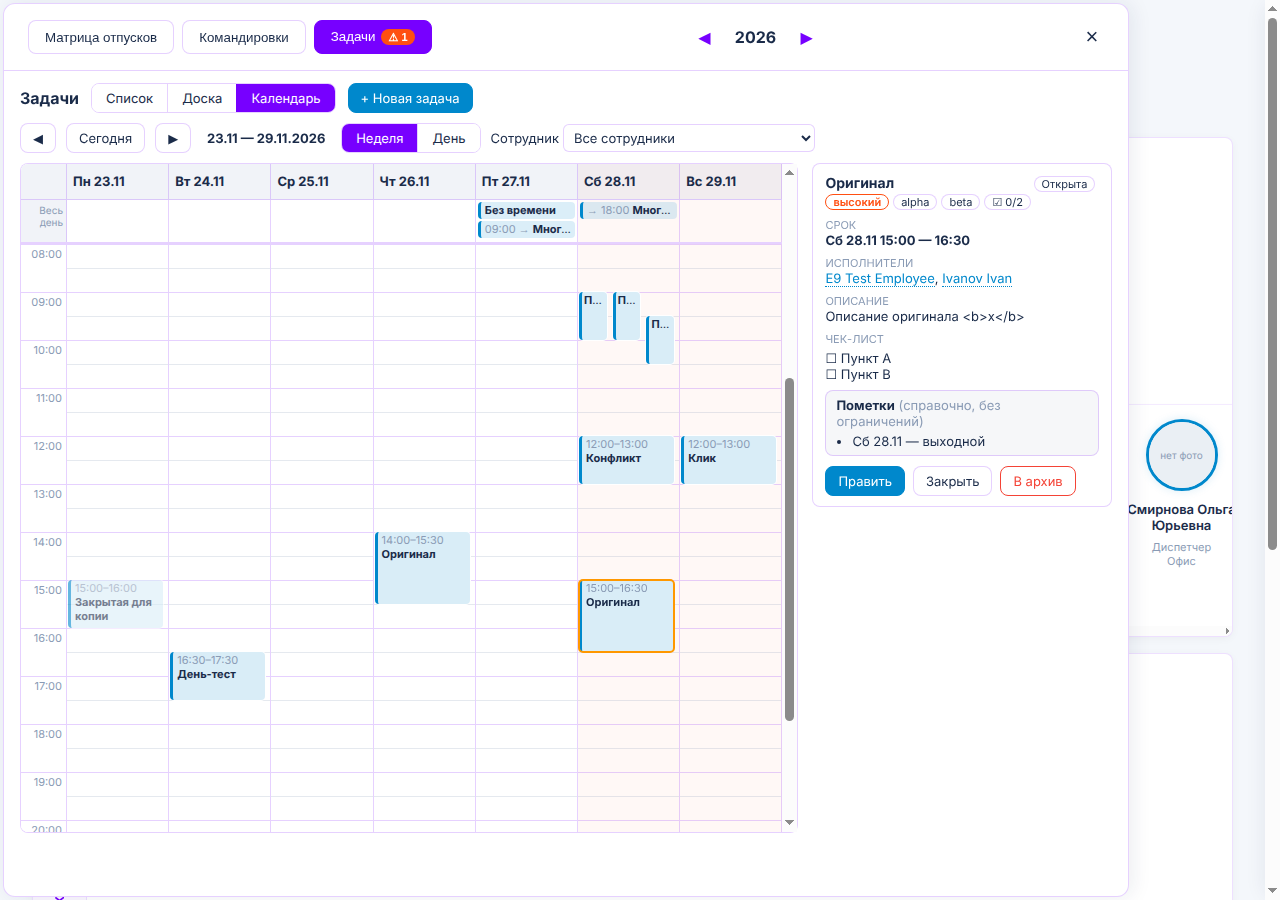 Матрица отпусков
Командировки
Задачи ⚠ 1
◀ 2026 ▶
×
Задачи
Список
Доска
Календарь
+ Новая задача
◀
Сегодня
▶
23.11 — 29.11.2026
Неделя
День
Сотрудник
Все сотрудники
Пн 23.11
Вт 24.11
Ср 25.11
Чт 26.11
Пт 27.11
Сб 28.11
Вс 29.11
Весь
день
Без времени
→ 18:00 Мног...
09:00 → Мног...
08:00
09:00
П...
П...
П...
10:00
11:00
12:00
12:00–13:00
Конфликт
12:00–13:00
Клик
13:00
14:00
14:00–15:30
Оригинал
15:00
15:00–16:00
Закрытая для
копии
15:00–16:30
Оригинал
16:00
16:30–17:30
День-тест
17:00
18:00
19:00
20:00
Оригинал
Открыта
высокий
alpha
beta
☑ 0/2
СРОК
Сб 28.11 15:00 — 16:30
ИСПОЛНИТЕЛИ
E9 Test Employee, Ivanov Ivan
ОПИСАНИЕ
Описание оригинала <b>x</b>
ЧЕК-ЛИСТ
☐ Пункт A
☐ Пункт B
Пометки (справочно, без
ограничений)
• Сб 28.11 — выходной
Править
Закрыть
В архив
нет фото
Смирнова Ольга
Юрьевна
Диспетчер
Офис